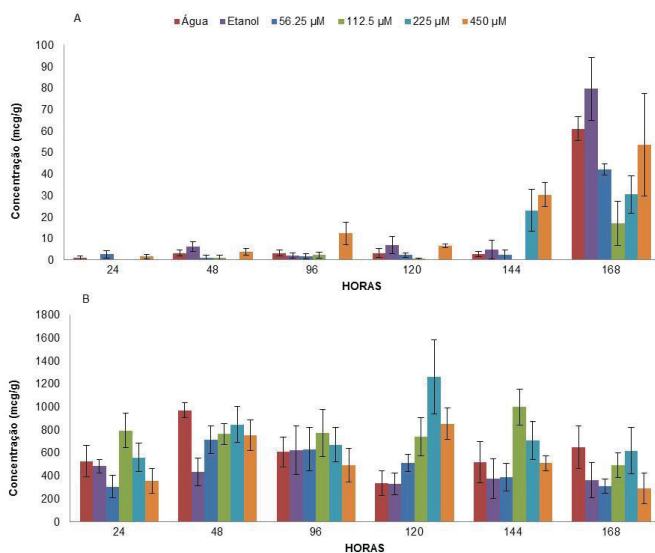 A
Água Etanol 56.25 µM 112.5 µM 225 µM 450 µM
Concentração (mcg/g)
100
90
80
70
60
50
40
30
20
10
0
24 48 96 120 144 168
HORAS
B
Concentração (mcg/g)
1800
1600
1400
1200
1000
800
600
400
200
0
24 48 96 120 144 168
HORAS